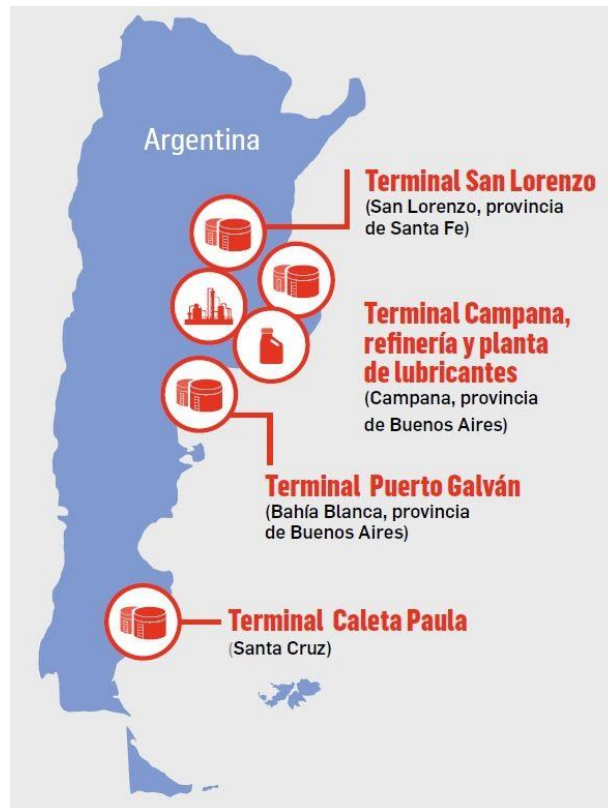 Argentina
Terminal San Lorenzo
(San Lorenzo, provincia
de Santa Fe)
Terminal Campana,
refinería y planta
de lubricantes
(Campana, provincia
de Buenos Aires)
Terminal Puerto Galván
(Bahía Blanca, provincia
de Buenos Aires)
Terminal Caleta Paula
(Santa Cruz)